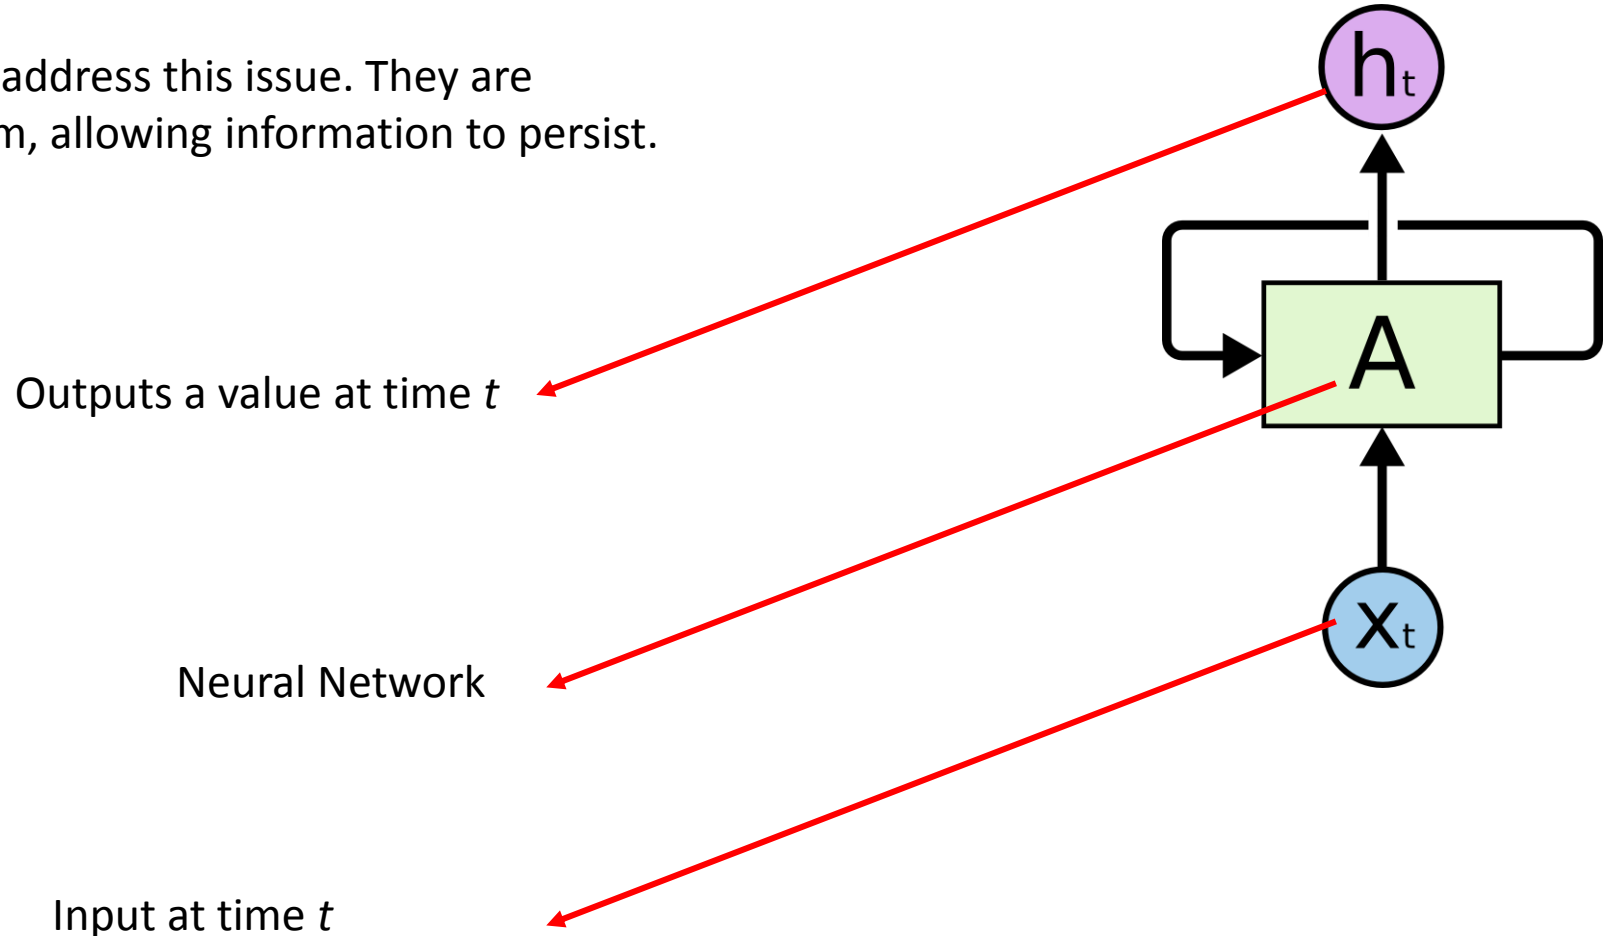 address this issue. They are
m, allowing information to persist.
ht
Outputs a value at time t
A
Neural Network
xt
Input at time t